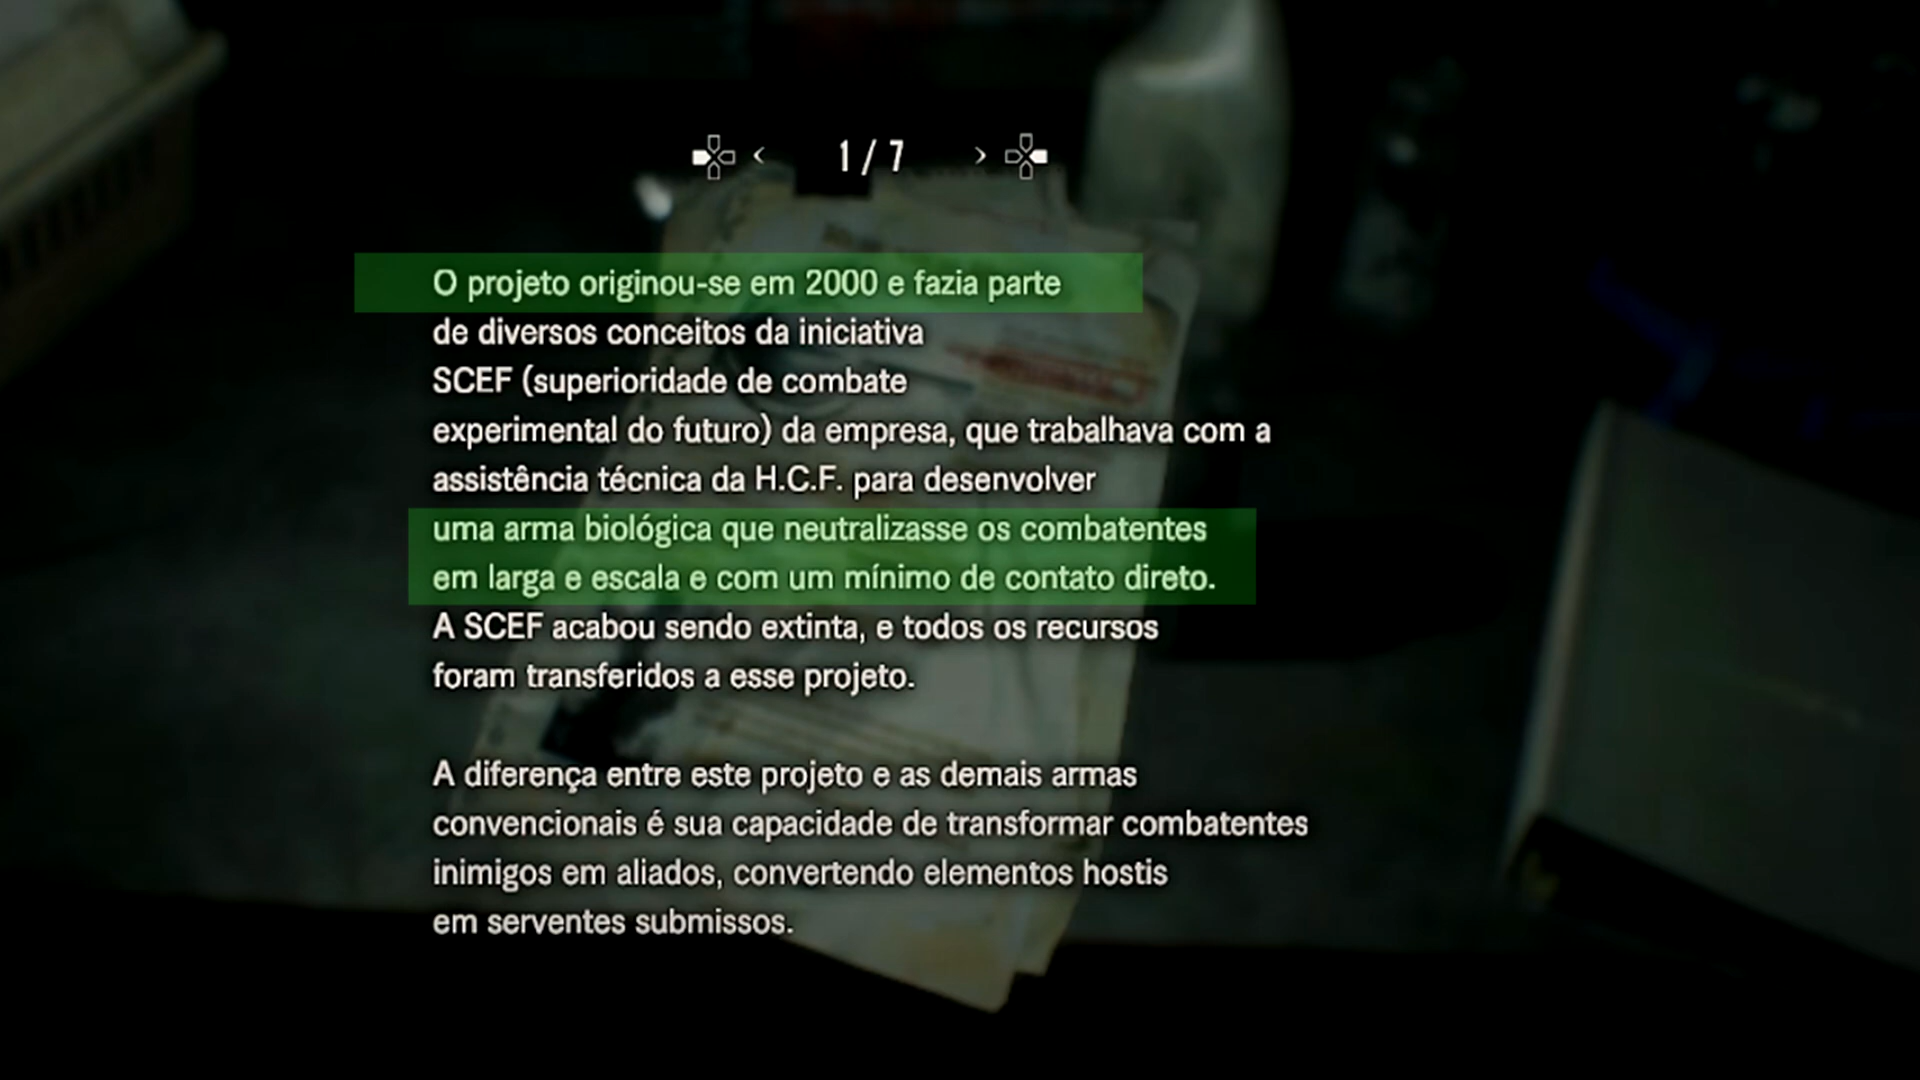 1 / 7
O projeto originou-se em 2000 e fazia parte
de diversos conceitos da iniciativa
SCEF (superioridade de combate
experimental do futuro) da empresa, que trabalhava com a
assistência técnica da H.C.F. para desenvolver
uma arma biológica que neutralizasse os combatentes
em larga e escala e com um mínimo de contato direto.
A SCEF acabou sendo extinta, e todos os recursos
foram transferidos a esse projeto.
A diferença entre este projeto e as demais armas
convencionais é sua capacidade de transformar combatentes
inimigos em aliados, convertendo elementos hostis
em serventes submissos.